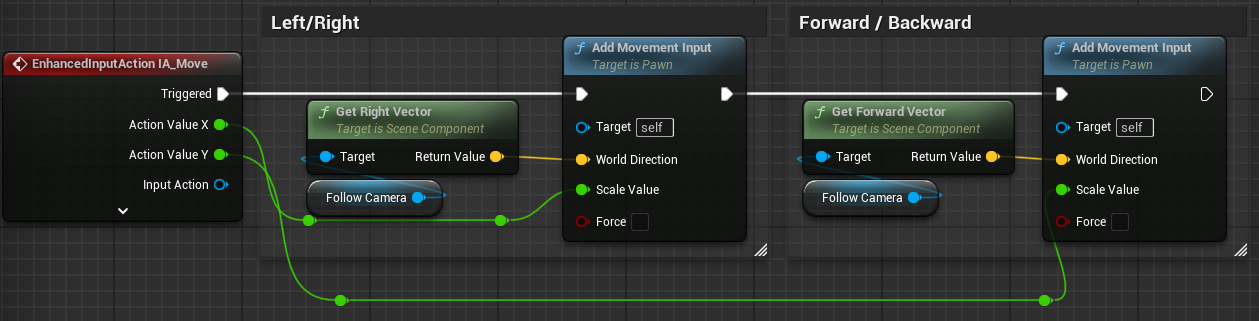 Left/Right
Forward / Backward
EnhancedInputAction IA_Move
Triggered
Action Value X
Action Value Y
Input Action
Get Right Vector
Target is Scene Component
Target Return Value
Follow Camera
f Add Movement Input
Target is Pawn
Target self
World Direction
Scale Value
Force
f Get Forward Vector
Target is Scene Component
Target Return Value
Follow Camera
f Add Movement Input
Target is Pawn
Target self
World Direction
Scale Value
Force